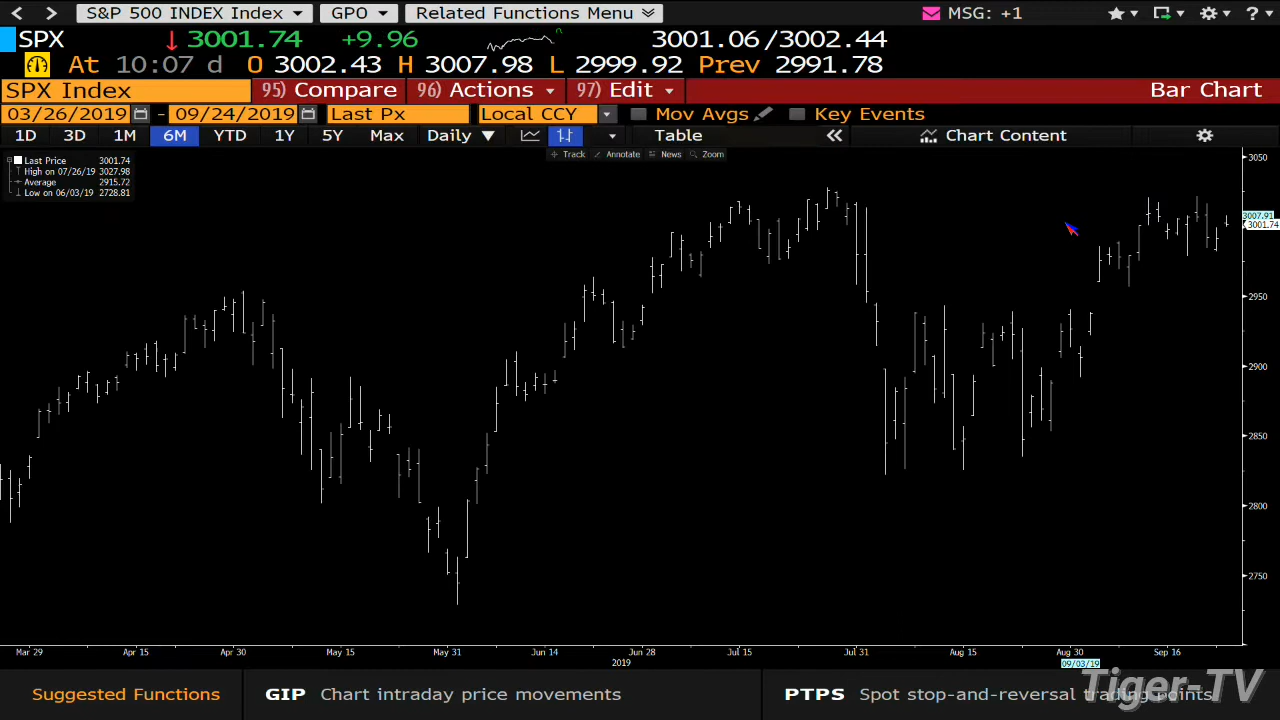 S&P 500 INDEX Index GPO Related Functions Menu MSG: +1 ?
SPX 3001.74 +9.96 3001.06/3002.44
At 10:07 d O 3002.43 H 3007.98 L 2999.92 Prev 2991.78
SPX Index 95) Compare 96) Actions 97) Edit Bar Chart
03/26/2019 - 09/24/2019 Last Px Local CCY Mov Avgs Key Events
1D 3D 1M 6M YTD 1Y 5Y Max Daily Table Chart Content
Track Annotate News Zoom
Last Price 3001.74
High on 07/26/19 3027.98
Average 2915.72
Low on 06/03/19 2728.81
3050
3007.91
3001.74
2950
2900
2850
2800
2750
Mar 29 Apr 15 Apr 30 May 15 May 31 Jun 14 Jun 28 Jul 15 Jul 31 Aug 15 Aug 30 Sep 16
2019 09/03/19
Suggested Functions GIP Chart intraday price movements PTPS Spot stop-and-reversal trading points
Tiger-TV